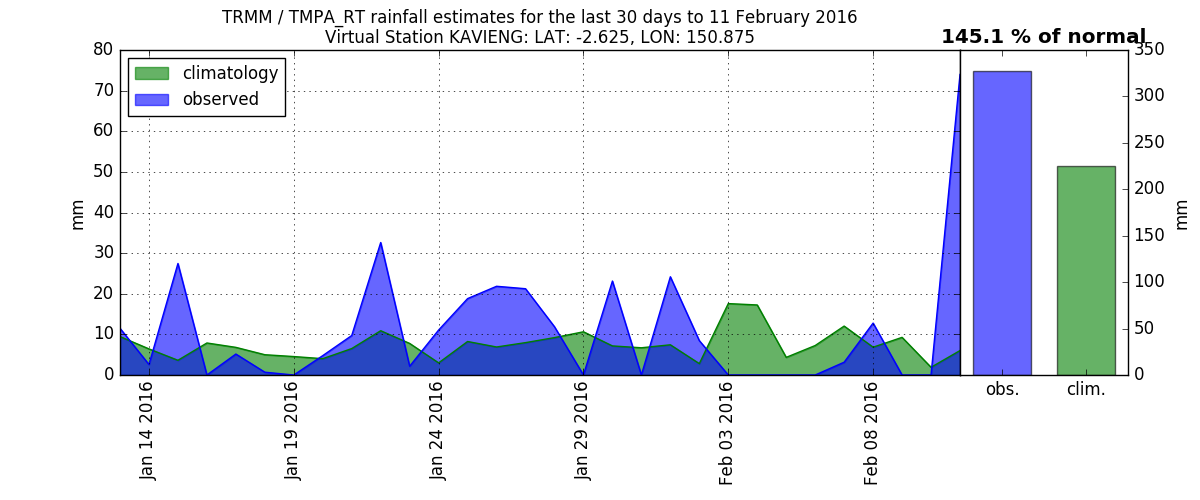 TRMM / TMPA_RT rainfall estimates for the last 30 days to 11 February 2016
Virtual Station KAVIENG: LAT: -2.625, LON: 150.875
145.1 % of normal
climatology
observed
80
70
60
50
40
30
20
10
0
mm
Jan 14 2016
Jan 19 2016
Jan 24 2016
Jan 29 2016
Feb 03 2016
Feb 08 2016
obs.
clim.
350
300
250
200
150
100
50
0
mm